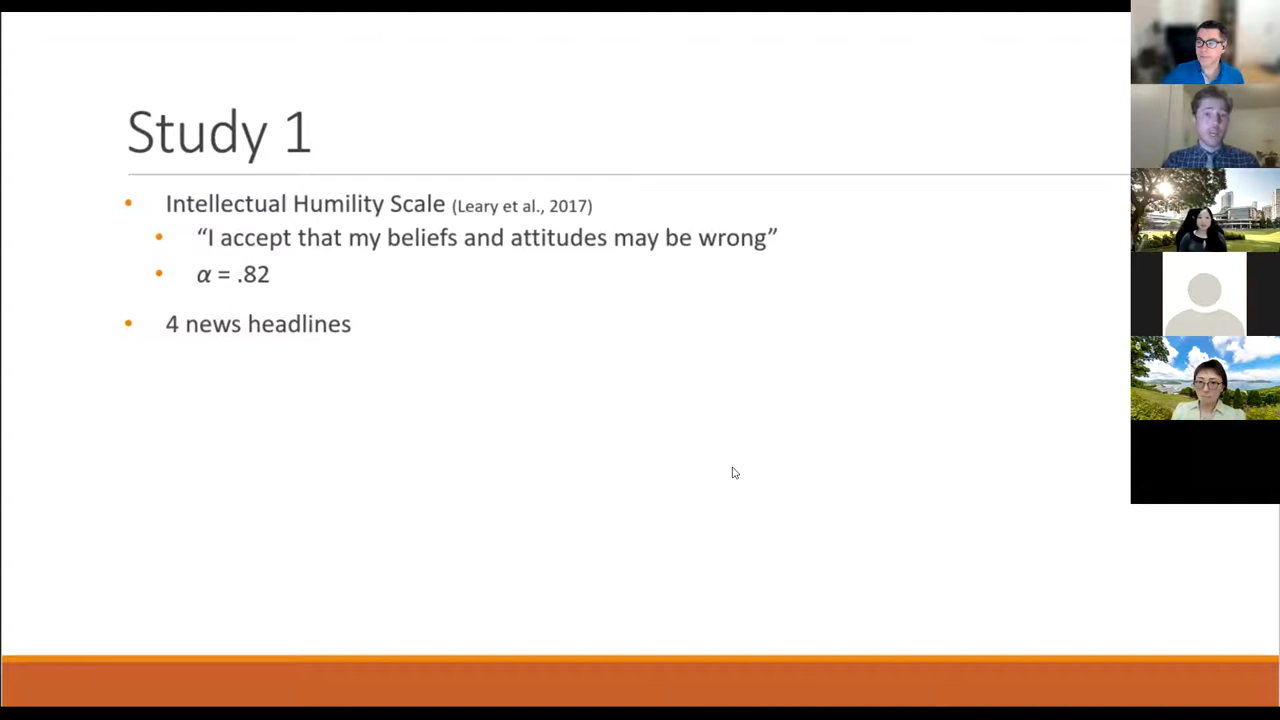 Study 1
• Intellectual Humility Scale (Leary et al., 2017)
• “I accept that my beliefs and attitudes may be wrong”
• α = .82
• 4 news headlines